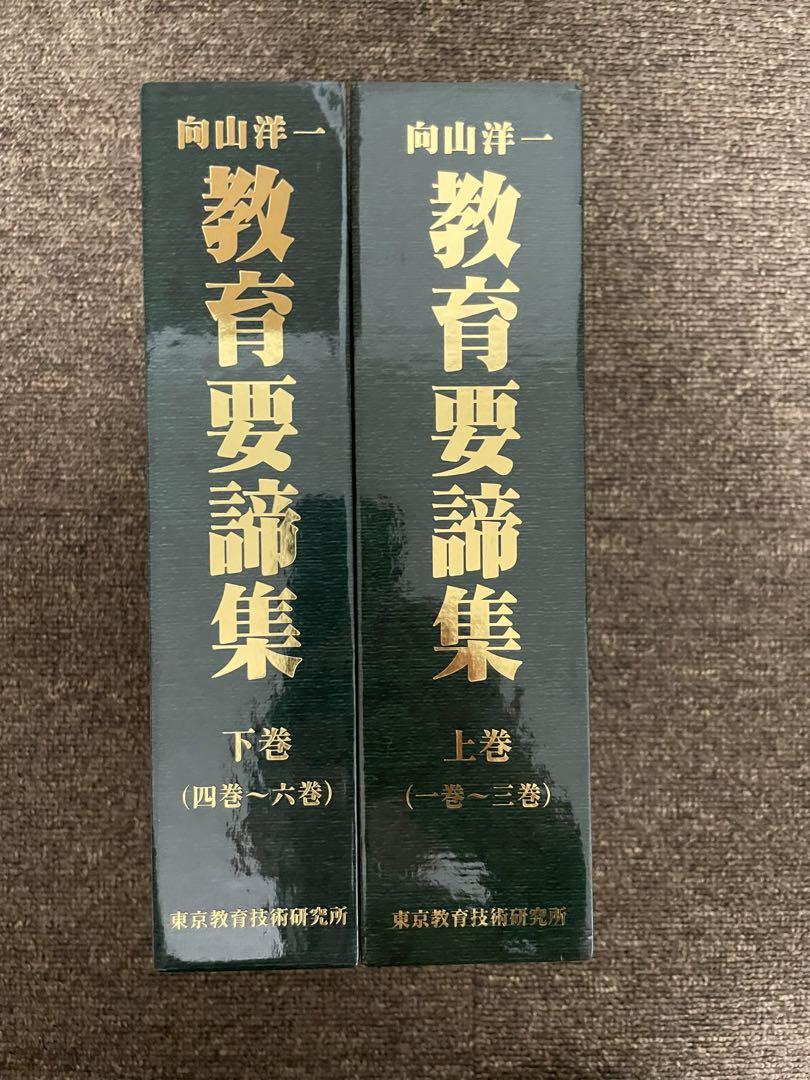 向山洋一
教育要諦集
上巻
(一巻〜三巻)
東京教育技術研究所
向山洋一
教育要諦集
下巻
(四巻〜六巻)
東京教育技術研究所